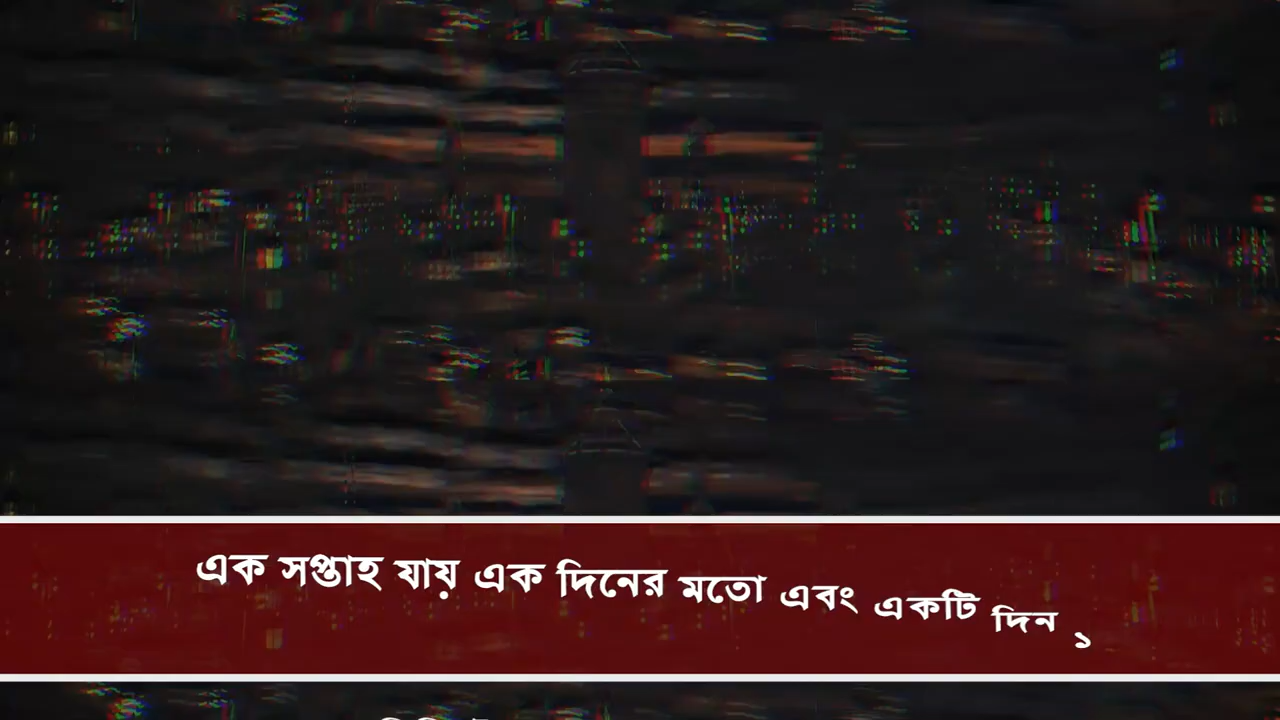 এক সপ্তাহ যায় এক দিনের মতো এবং একটি দিন ১